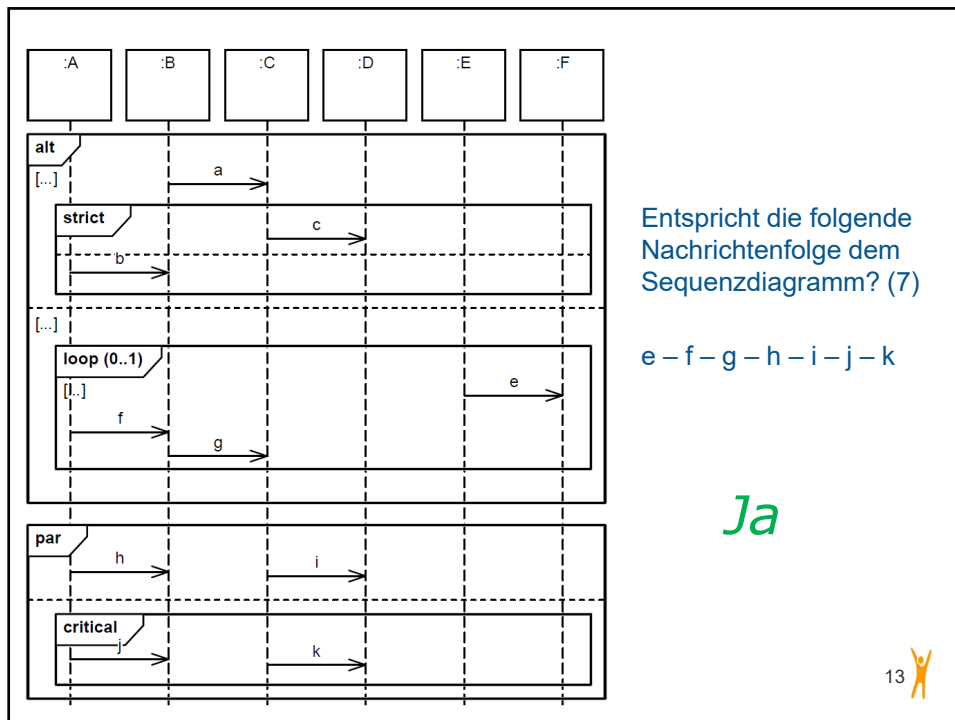 :A :B :C :D :E :F
alt
[...]
a
strict
c
b
[...]
loop (0..1)
[...]
e
f
g
par
h
i
critical
j
k
Entspricht die folgende
Nachrichtenfolge dem
Sequenzdiagramm? (7)
e – f – g – h – i – j – k
Ja
13